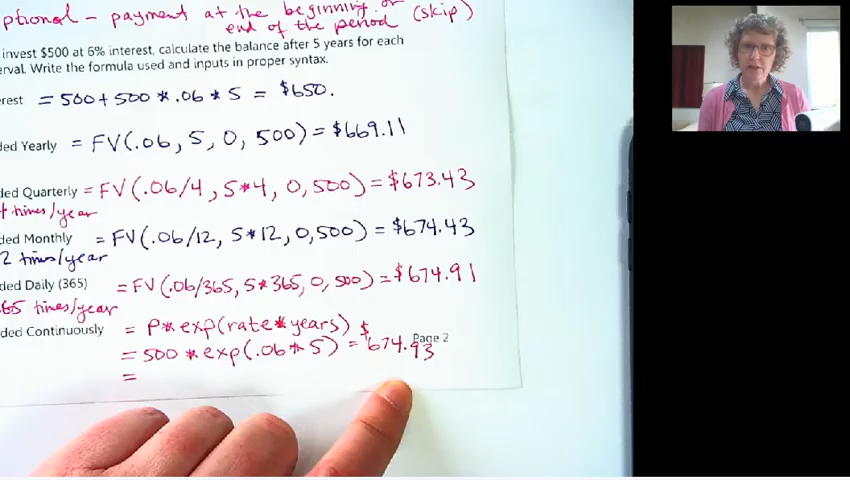 ptional - payment at the beginning or
end of the period (skip)
invest $500 at 6% interest, calculate the balance after 5 years for each
erval. Write the formula used and inputs in proper syntax.
erest = 500+500 * .06 * 5 = $650.
ded Yearly = FV(.06, 5, 0, 500) = $669.11
ded Quarterly = FV(.06/4, 5*4, 0, 500) = $673.43
4 times/year
ded Monthly = FV(.06/12, 5*12, 0, 500) = $674.43
2 times/year
ded Daily (365) = FV(.06/365, 5*365, 0, 500) = $674.91
365 times/year
ded Continuously = P* exp(rate*years)
= 500 * exp(.06*5) = $674.93
Page 2
=